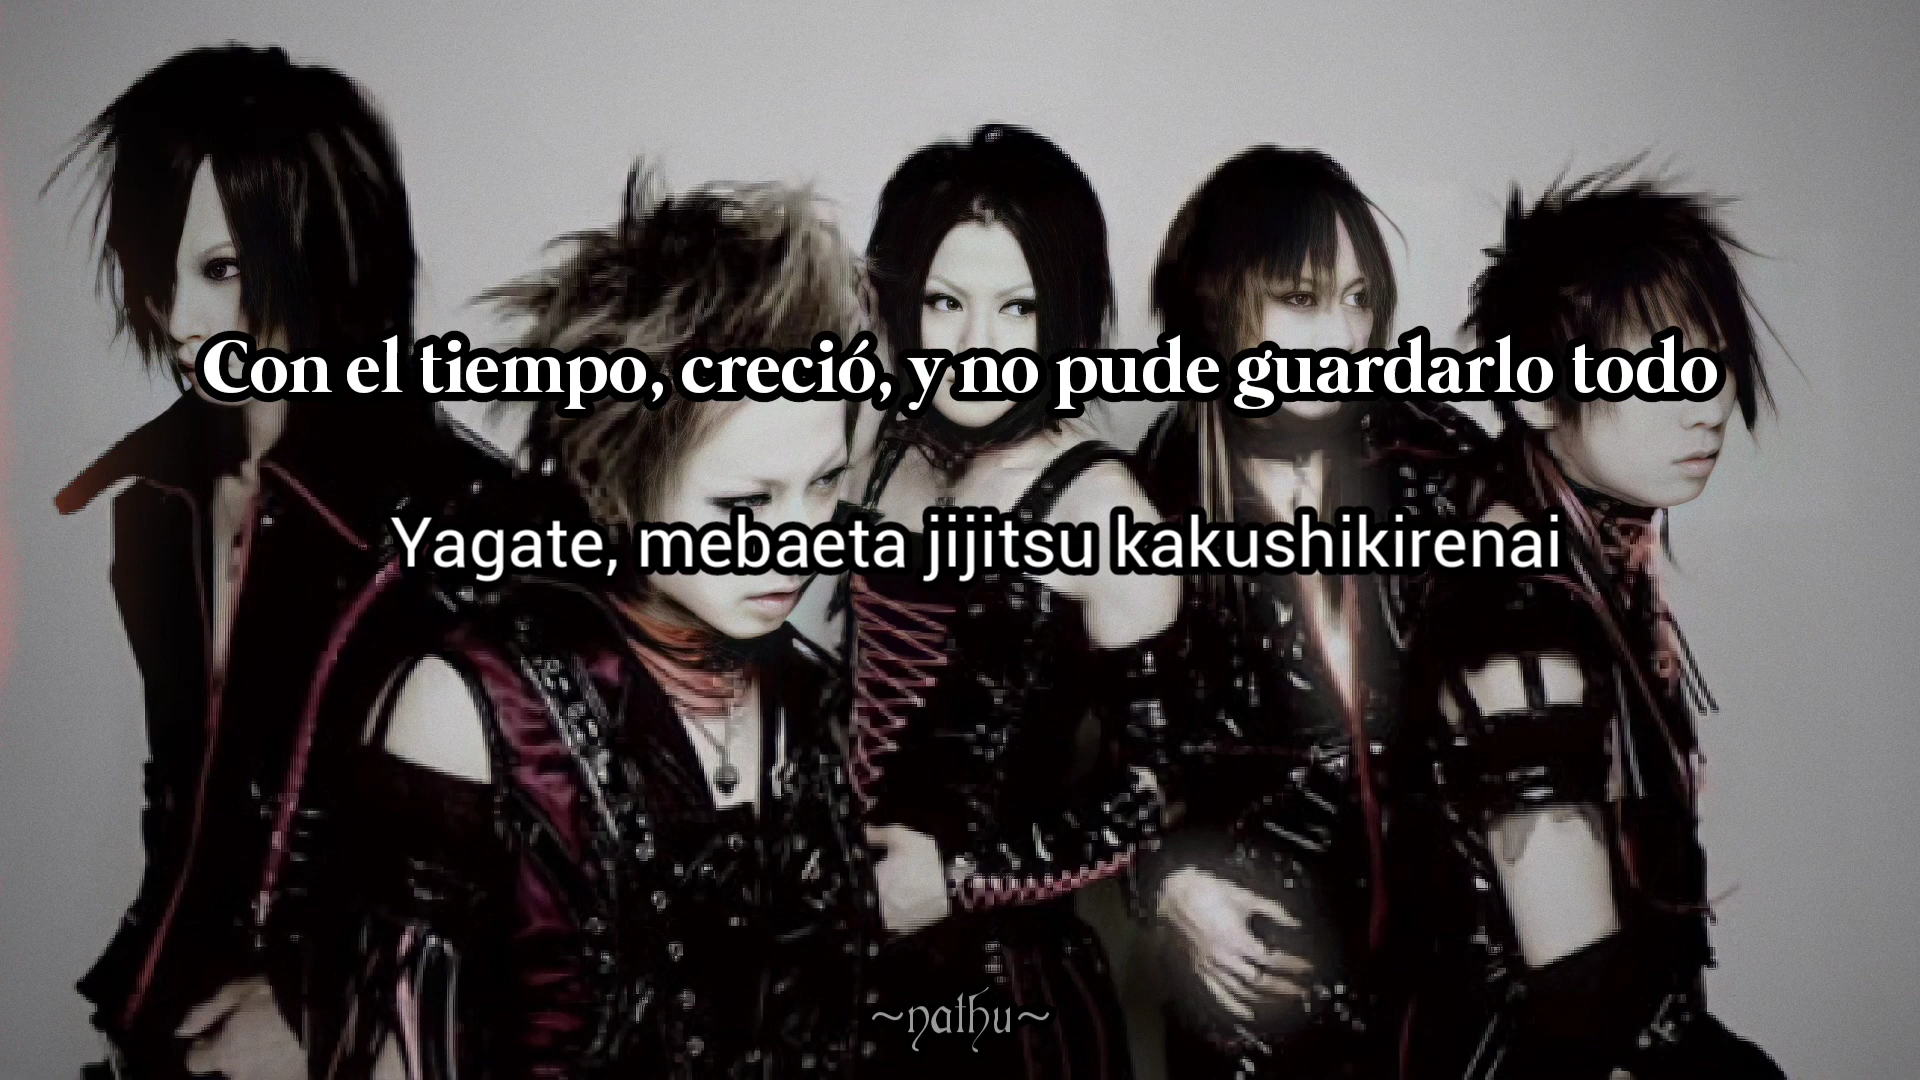 Con el tiempo, creció, y no pude guardarlo todo
Yagate, mebaeta jijitsu kakushikirenai
~nathu~